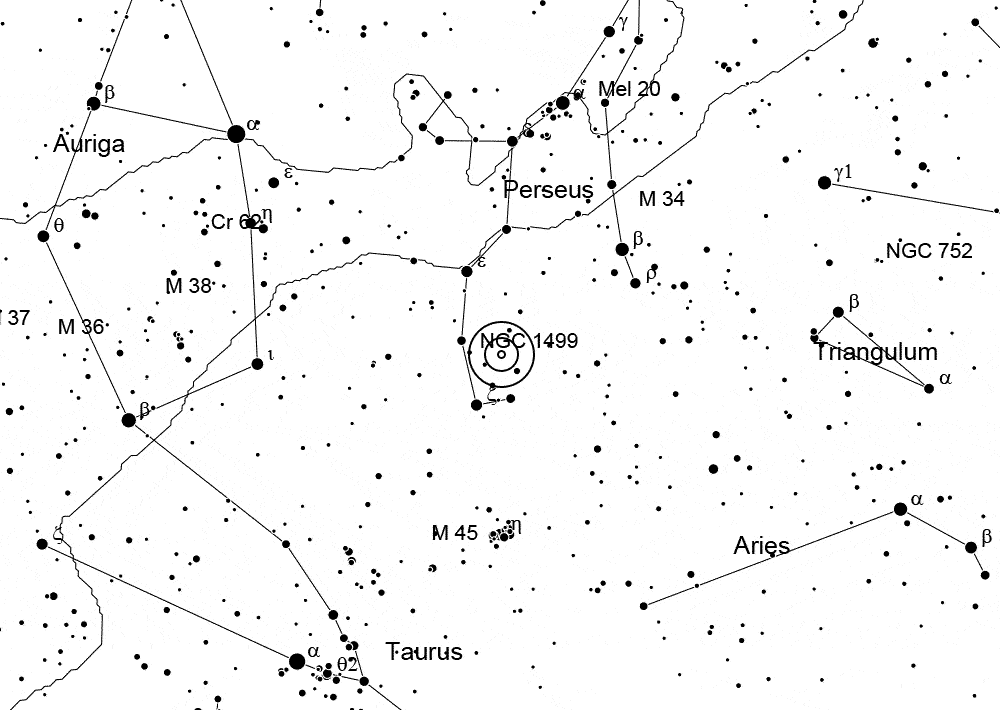 γ
β
Mel 20
α
α
Auriga
δ
ε
γ1
Perseus
M 34
Cr 62
η
θ
β
NGC 752
ε
ρ
M 38
β
37
M 36
NGC 1499
Triangulum
ι
α
ζ
β
α
M 45
η
ζ
β
Aries
α
Taurus
θ2